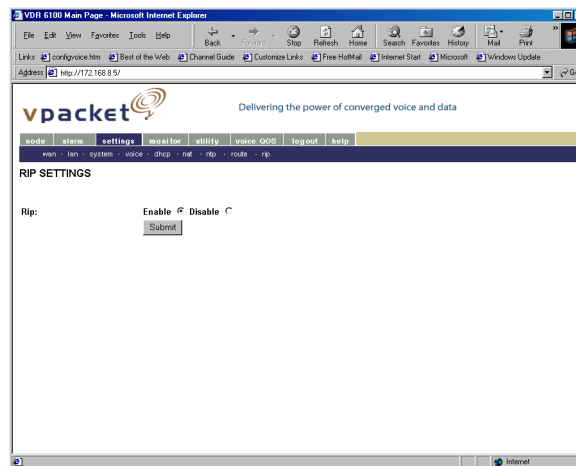 VDR 6100 Main Page - Microsoft Internet Explorer
File Edit View Favorites Tools Help
Back Forward Stop Refresh Home Search Favorites History Mail Print »
Links configvoice.htm Best of the Web Channel Guide Customize Links Free HotMail Internet Start Microsoft Windows Update
Address http://172.168.8.5/ G
vpacket
Delivering the power of converged voice and data
node alarm settings monitor utility voice QOS logout help
wan · lan · system · voice · dhcp · nat · ntp · route · rip
RIP SETTINGS
Rip: Enable Disable
Submit
Internet